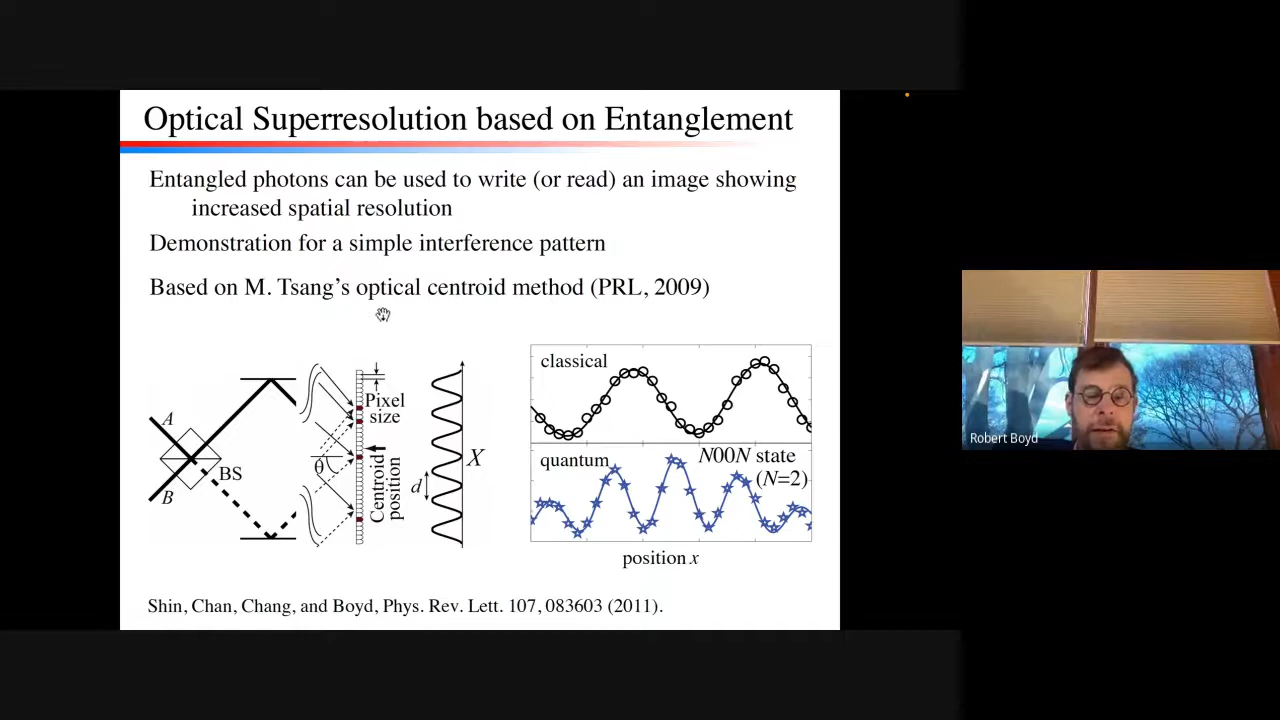 Optical Superresolution based on Entanglement
Entangled photons can be used to write (or read) an image showing
increased spatial resolution
Demonstration for a simple interference pattern
Based on M. Tsang's optical centroid method (PRL, 2009)
A
B
BS
θ
Pixel
size
Centroid
position
d
X
classical
quantum
N00N state
(N=2)
position x
Shin, Chan, Chang, and Boyd, Phys. Rev. Lett. 107, 083603 (2011).
Robert Boyd